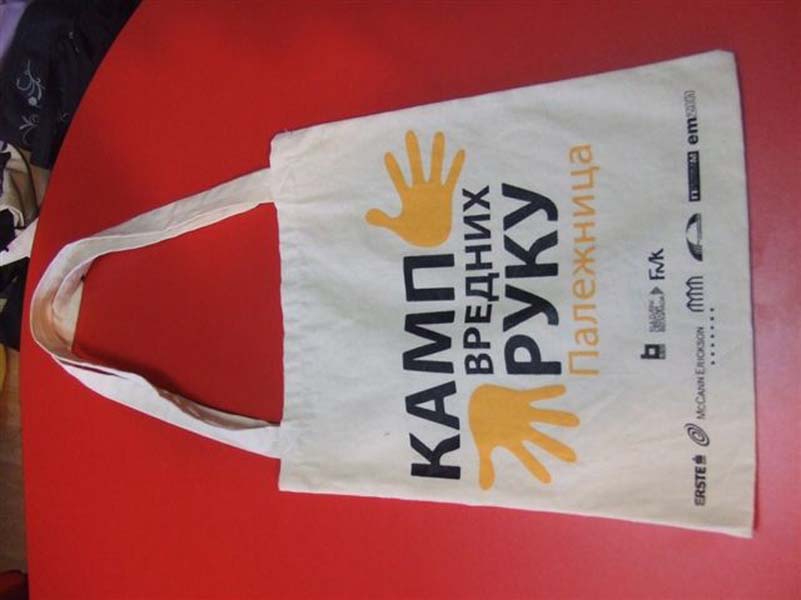 КАМП
ВРЕДНИХ
РУКУ
Палежница
FMK
ERSTE
MCCANN ERICKSON
em